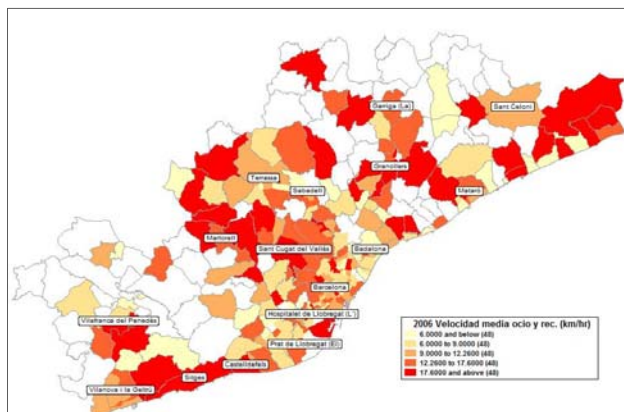 Garriga (La)
Sant Celoni
Granollers
Terrassa
Sabadell
Mataró
Martorell
Sant Cugat del Vallès
Badalona
Barcelona
Hospitalet de Llobregat (L')
Vilafranca del Penedès
Prat de Llobregat (El)
Castelldefels
Sitges
Vilanova i la Geltrú
2006 Velocidad media ocio y rec. (km/hr)
6.0000 and below (48)
6.0000 to 9.0000 (48)
9.0000 to 12.2600 (48)
12.2600 to 17.6000 (48)
17.6000 and above (48)